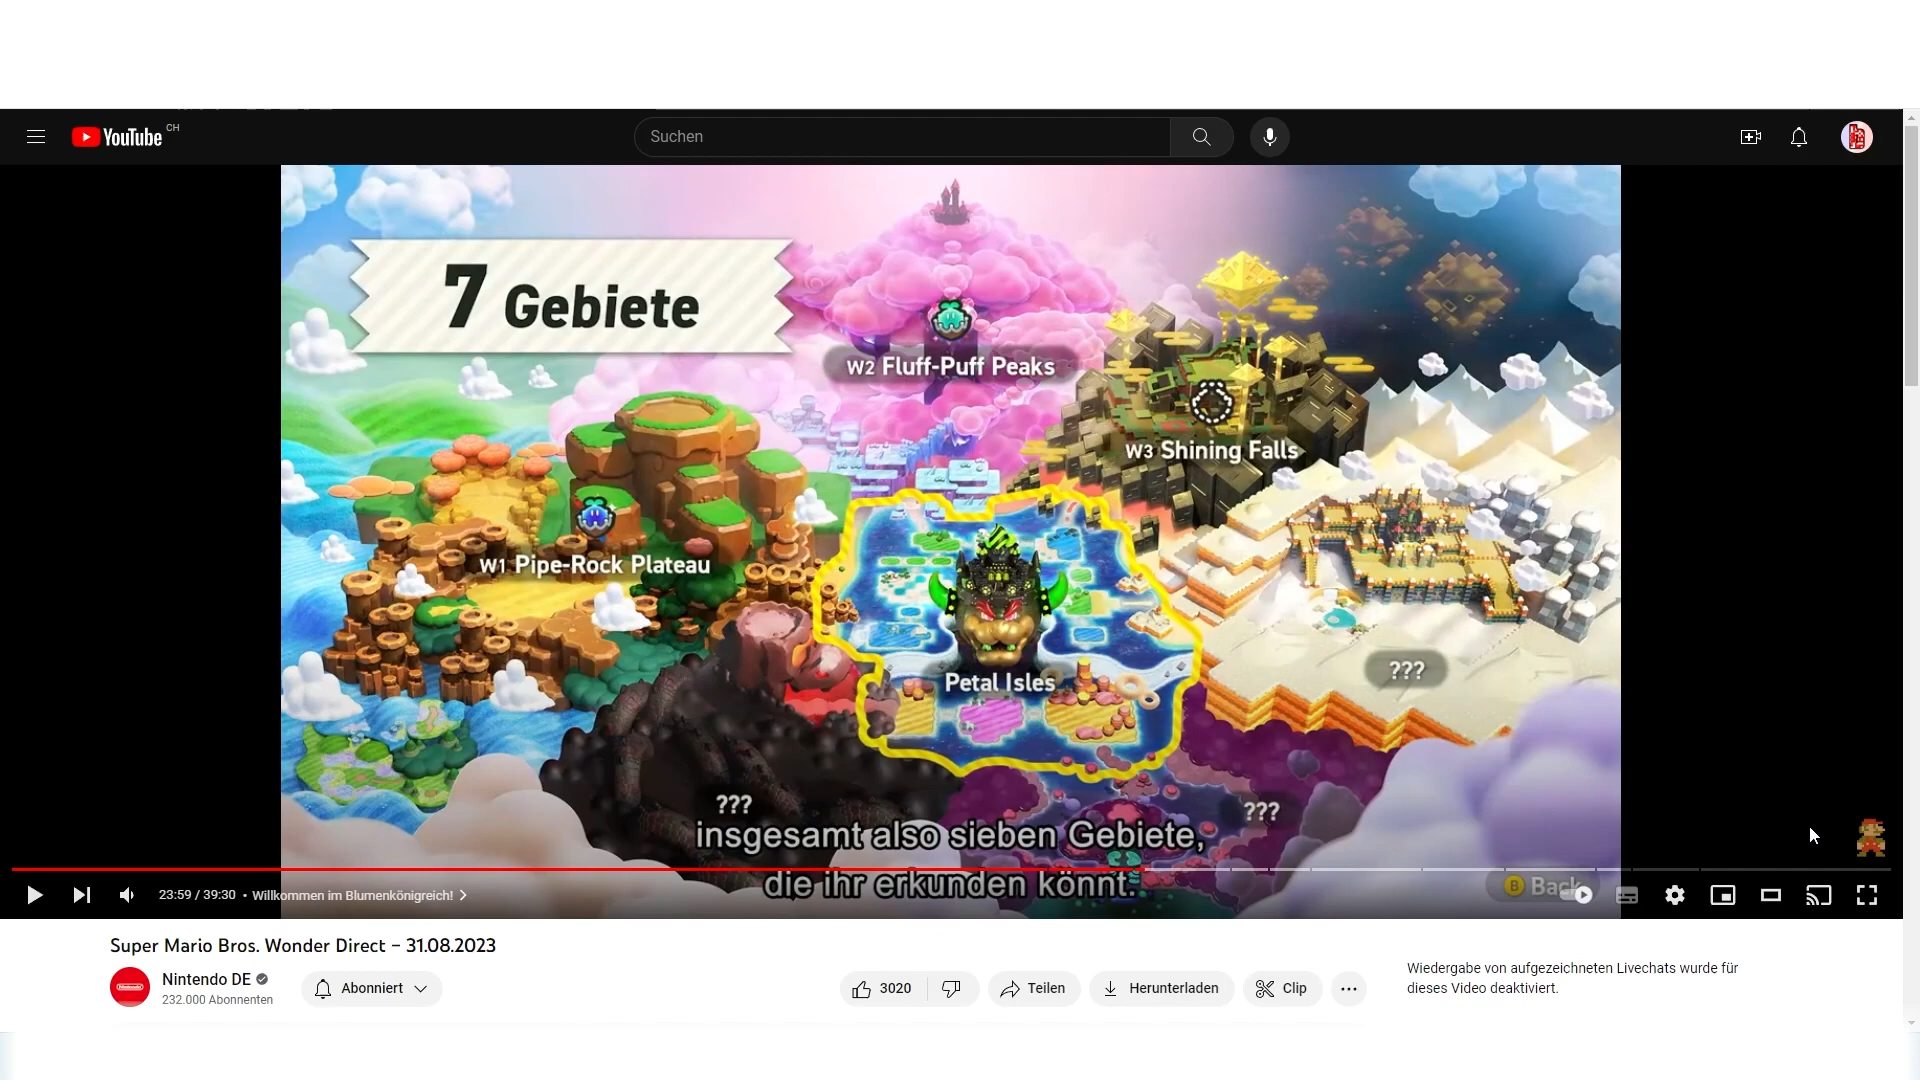 YouTube CH
Suchen
7 Gebiete
W2 Fluff-Puff Peaks
W3 Shining Falls
W1 Pipe-Rock Plateau
Petal Isles
???
???
???
insgesamt also sieben Gebiete,
die ihr erkunden könnt.
B Back
23:59 / 39:30 • Willkommen im Blumenkönigreich!
Super Mario Bros. Wonder Direct – 31.08.2023
Nintendo DE
232.000 Abonnenten
Abonniert
3020
Teilen
Herunterladen
Clip
Wiedergabe von aufgezeichneten Livechats wurde für
dieses Video deaktiviert.